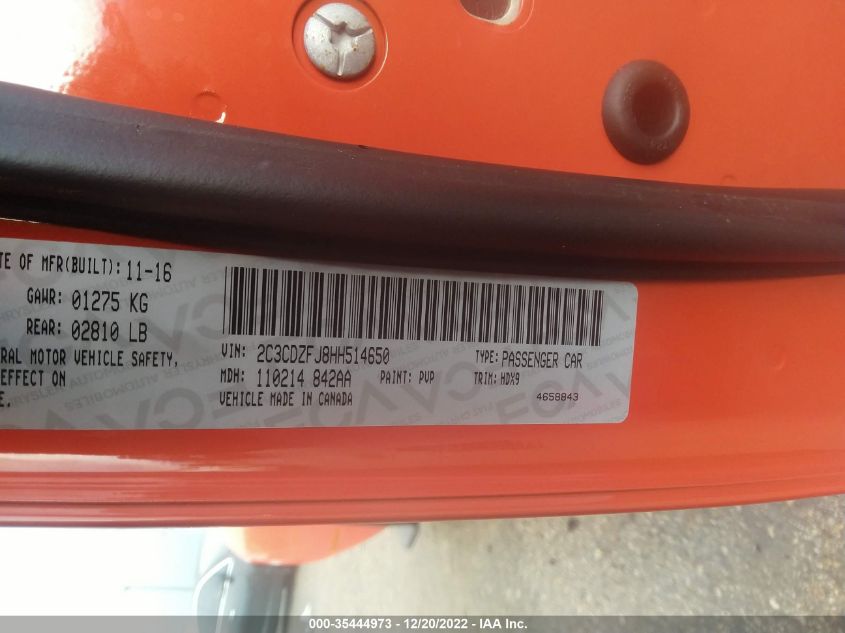 TE OF MFR(BUILT): 11-16
GAWR: 01275 KG
REAR: 02810 LB
RAL MOTOR VEHICLE SAFETY,
EFFECT ON
E.
VIN: 2C3CDZFJ8HH514650
TYPE: PASSENGER CAR
MDH: 110214 842AA
PAINT: PVP
TRIM: HDX9
VEHICLE MADE IN CANADA
4658843
000-35444973 - 12/20/2022 - IAA Inc.